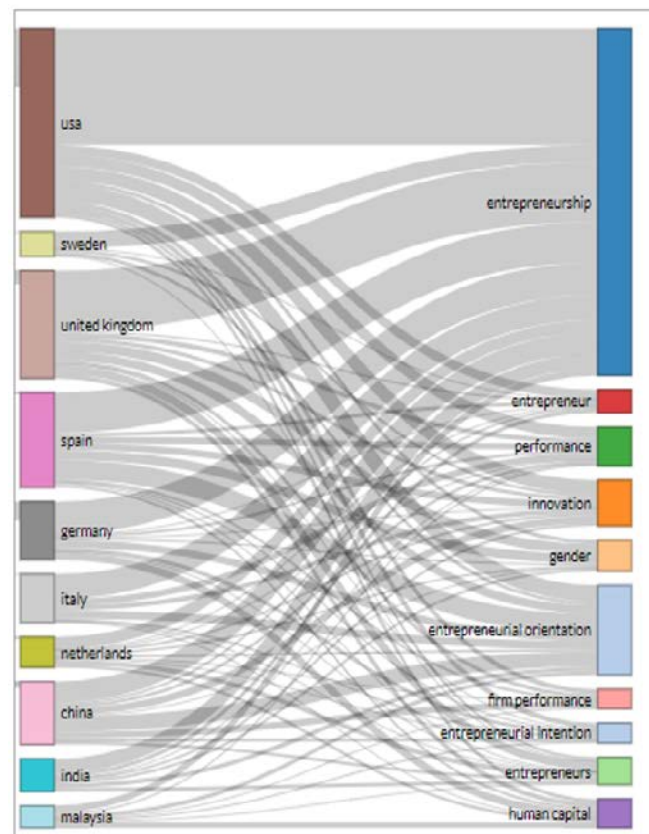 usa
sweden
united kingdom
spain
germany
italy
netherlands
china
india
malaysia
entrepreneurship
entrepreneur
performance
innovation
gender
entrepreneurial orientation
firm performance
entrepreneurial intention
entrepreneurs
human capital